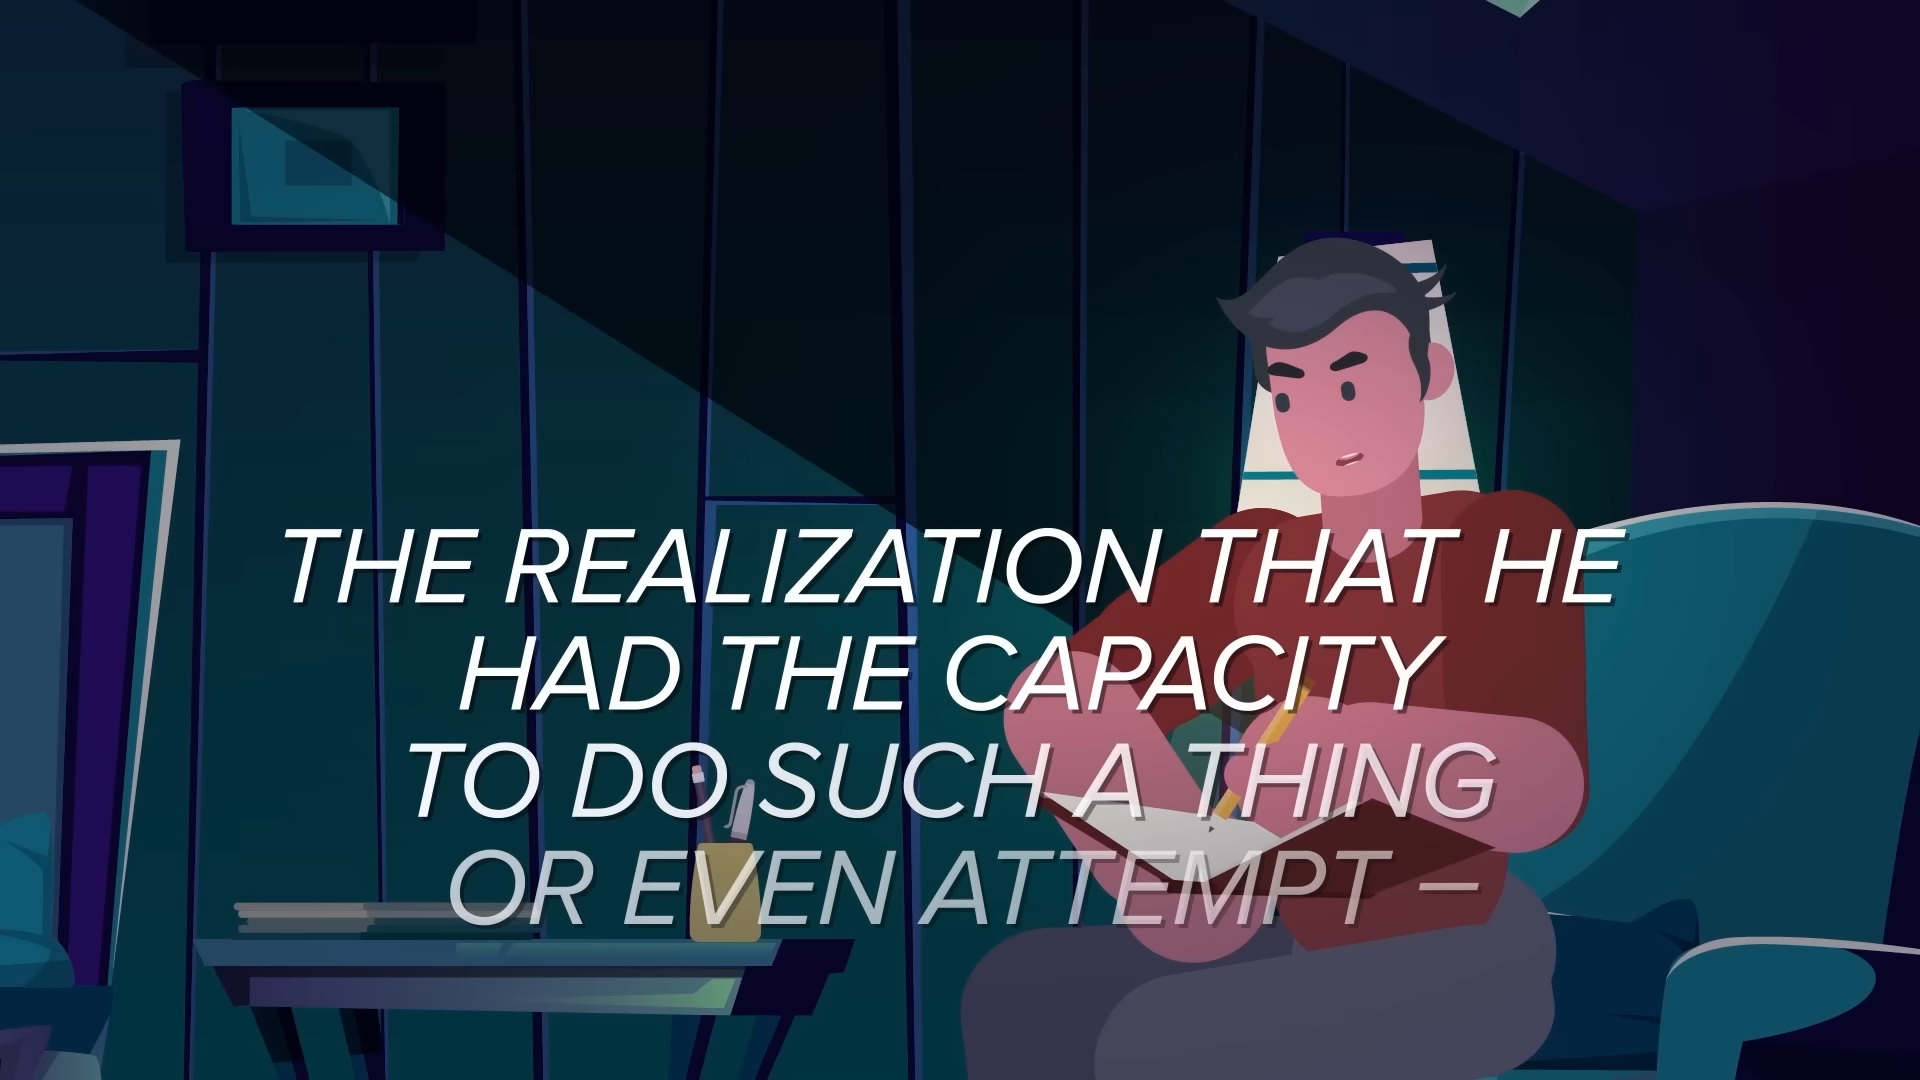 THE REALIZATION THAT HE
HAD THE CAPACITY
TO DO SUCH A THING
OR EVEN ATTEMPT –